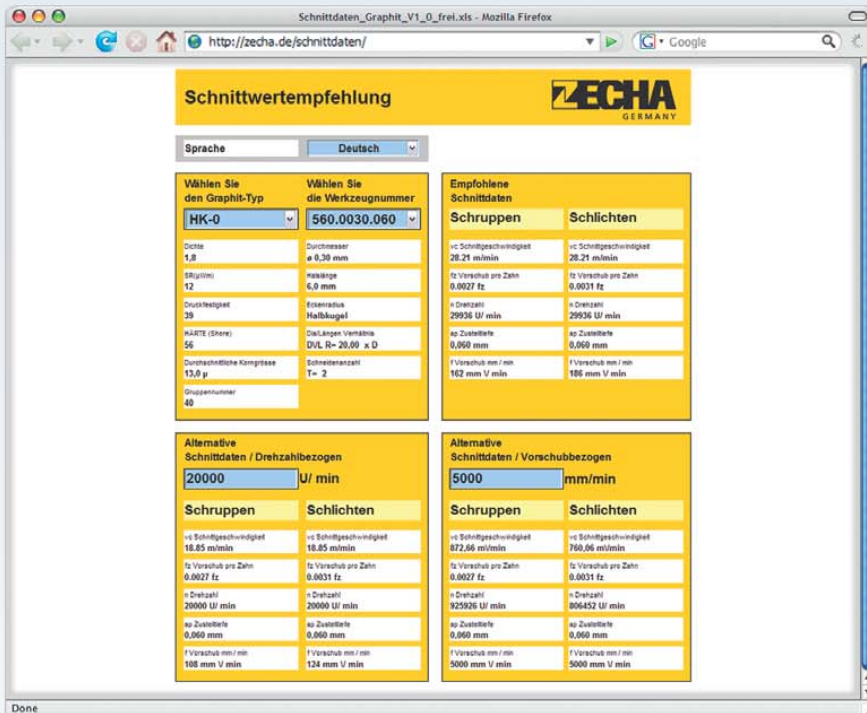 Schnittdaten_Graphit_V1_0_frei.xls - Mozilla Firefox
http://zecha.de/schnittdaten/
G Google
Schnittwertempfehlung
ZECHA
GERMANY
Sprache
Deutsch
Wählen Sie
den Graphit-Typ
Wählen Sie
die Werkzeugnummer
HK-0
560.0030.060
Dichte
1,8
Durchmesser
ø 0,30 mm
SR(µWm)
12
Halslänge
6,0 mm
Druckfestigkeit
39
Eckenradius
Halbkugel
HÄRTE (Shore)
56
Dia/Längen Verhältnis
DVL R= 20,00 x D
Durchschnittliche Korngrösse
13,0 µ
Schneidenanzahl
T= 2
Gruppennummer
40
Empfohlene
Schnittdaten
Schruppen
Schlichten
vc Schnittgeschwindigkeit
28.21 m/min
vc Schnittgeschwindigkeit
28.21 m/min
fz Vorschub pro Zahn
0.0027 fz
fz Vorschub pro Zahn
0.0031 fz
n Drehzahl
29936 U/ min
n Drehzahl
29936 U/ min
ap Zustelltiefe
0,060 mm
ap Zustelltiefe
0,060 mm
f Vorschub mm / min
162 mm V min
f Vorschub mm / min
186 mm V min
Alternative
Schnittdaten / Drehzahlbezogen
20000 U/ min
Schruppen
Schlichten
vc Schnittgeschwindigkeit
18.85 m/min
vc Schnittgeschwindigkeit
18.85 m/min
fz Vorschub pro Zahn
0.0027 fz
fz Vorschub pro Zahn
0.0031 fz
n Drehzahl
20000 U/ min
n Drehzahl
20000 U/ min
ap Zustelltiefe
0,060 mm
ap Zustelltiefe
0,060 mm
f Vorschub mm / min
108 mm V min
f Vorschub mm / min
124 mm V min
Alternative
Schnittdaten / Vorschubbezogen
5000 mm/min
Schruppen
Schlichten
vc Schnittgeschwindigkeit
872,66 m/min
vc Schnittgeschwindigkeit
760,06 m/min
fz Vorschub pro Zahn
0.0027 fz
fz Vorschub pro Zahn
0.0031 fz
n Drehzahl
925926 U/ min
n Drehzahl
806452 U/ min
ap Zustelltiefe
0,060 mm
ap Zustelltiefe
0,060 mm
f Vorschub mm / min
5000 mm V min
f Vorschub mm / min
5000 mm V min
Done